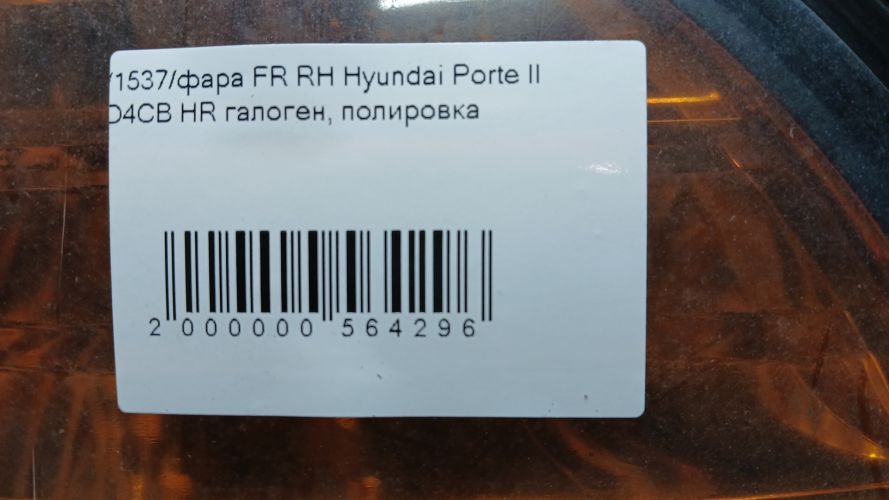 /1537/фара FR RH Hyundai Porte II
D4CB HR галоген, полировка
2 000000 564296